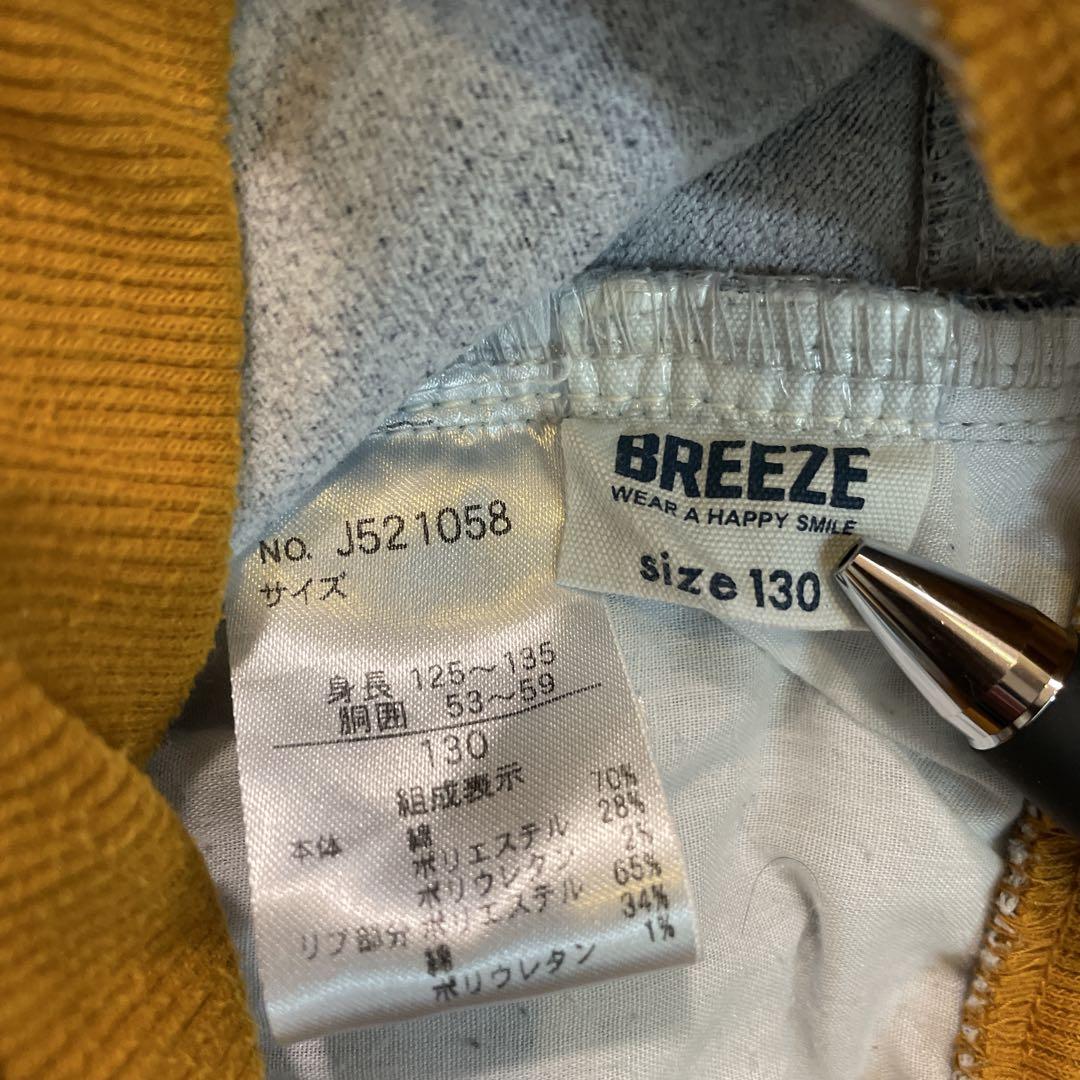 BREEZE
WEAR A HAPPY SMILE
size 130
No. J521058
サイズ
身長 125～135
胴囲 53～59
130
組成表示
本体 綿 70%
ポリエステル 28%
ポリウレタン 2%
リブ部分 ポリエステル 65%
綿 34%
ポリウレタン 1%